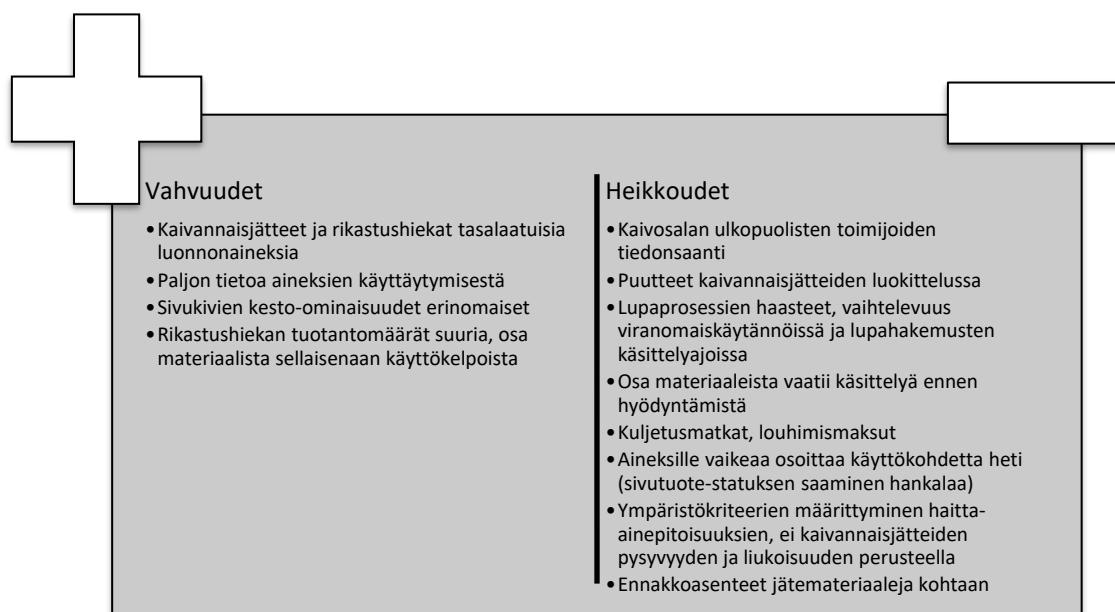 Vahvuudet
•Kaivannaisjätteet ja rikastushiekat tasalaatuisia
luonnonaineksia
•Paljon tietoa aineksien käyttäytymisestä
•Sivukivien kesto-ominaisuudet erinomaiset
•Rikastushiekan tuotantomäärät suuria, osa
materiaalista sellaisenaan käyttökelpoista
Heikkoudet
•Kaivosalan ulkopuolisten toimijoiden
tiedonsaanti
•Puutteet kaivannaisjätteiden luokittelussa
•Lupaprosessien haasteet, vaihtelevuus
viranomaiskäytännöissä ja lupahakemusten
käsittelyajoissa
•Osa materiaaleista vaatii käsittelyä ennen
hyödyntämistä
•Kuljetusmatkat, louhimismaksut
•Aineksille vaikeaa osoittaa käyttökohdetta heti
(sivutuote-statuksen saaminen hankalaa)
•Ympäristökriteerien määrittyminen haitta-
ainepitoisuuksien, ei kaivannaisjätteiden
pysyvyyden ja liukoisuuden perusteella
•Ennakkoasenteet jätemateriaaleja kohtaan